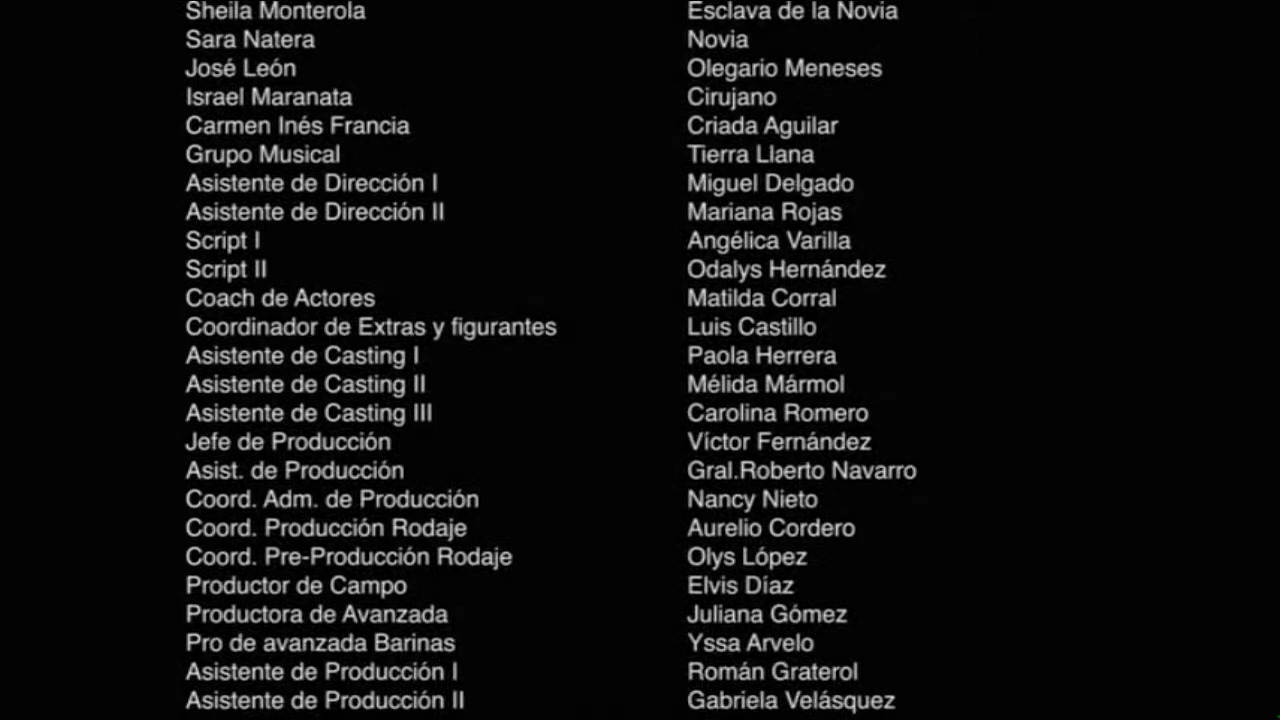 Sheila Monterola Esclava de la Novia
Sara Natera Novia
José León Olegario Meneses
Israel Maranata Cirujano
Carmen Inés Francia Criada Aguilar
Grupo Musical Tierra Llana
Asistente de Dirección I Miguel Delgado
Asistente de Dirección II Mariana Rojas
Script I Angélica Varilla
Script II Odalys Hernández
Coach de Actores Matilda Corral
Coordinador de Extras y figurantes Luis Castillo
Asistente de Casting I Paola Herrera
Asistente de Casting II Mélida Mármol
Asistente de Casting III Carolina Romero
Jefe de Producción Víctor Fernández
Asist. de Producción Gral.Roberto Navarro
Coord. Adm. de Producción Nancy Nieto
Coord. Producción Rodaje Aurelio Cordero
Coord. Pre-Producción Rodaje Olys López
Productor de Campo Elvis Díaz
Productora de Avanzada Juliana Gómez
Pro de avanzada Barinas Yssa Arvelo
Asistente de Producción I Román Graterol
Asistente de Producción II Gabriela Velásquez